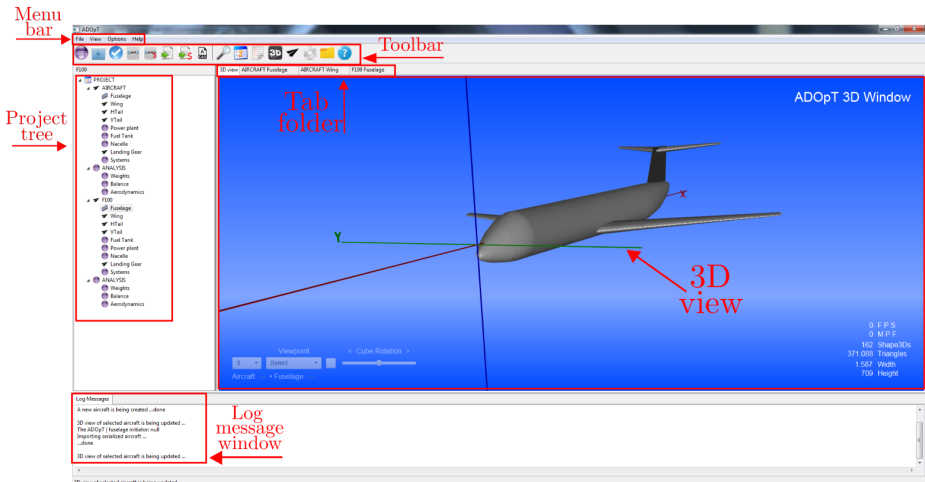 Menu
bar
ADOpT
File View Options Help
Toolbar
F100
3D view AIRCRAFT Fuselage AIRCRAFT Wing F100 Fuselage
Tab
folder
ADOpT 3D Window
Project
tree
PROJECT
AIRCRAFT
Fuselage
Wing
HTail
VTail
Power plant
Fuel Tank
Nacelle
Landing Gear
Systems
ANALYSIS
Weights
Balance
Aerodynamics
F100
Fuselage
Wing
HTail
VTail
Fuel Tank
Power plant
Nacelle
Landing Gear
Systems
ANALYSIS
Weights
Balance
Aerodynamics
X
Y
3D
view
0 F P S
0 M P F
162 Shape3Ds
371.088 Triangles
1.587 Width
709 Height
Viewpoint < Cube Rotation >
3 Select
Aircraft: --- • Fuselage: ---
Log Messages
A new aircraft is being created ...done
3D view of selected aircraft is being updated ...
The ADOpT | fuselage initiator: null
Importing serialized aircraft ...
...done
3D view of selected aircraft is being updated ...
Log
message
window